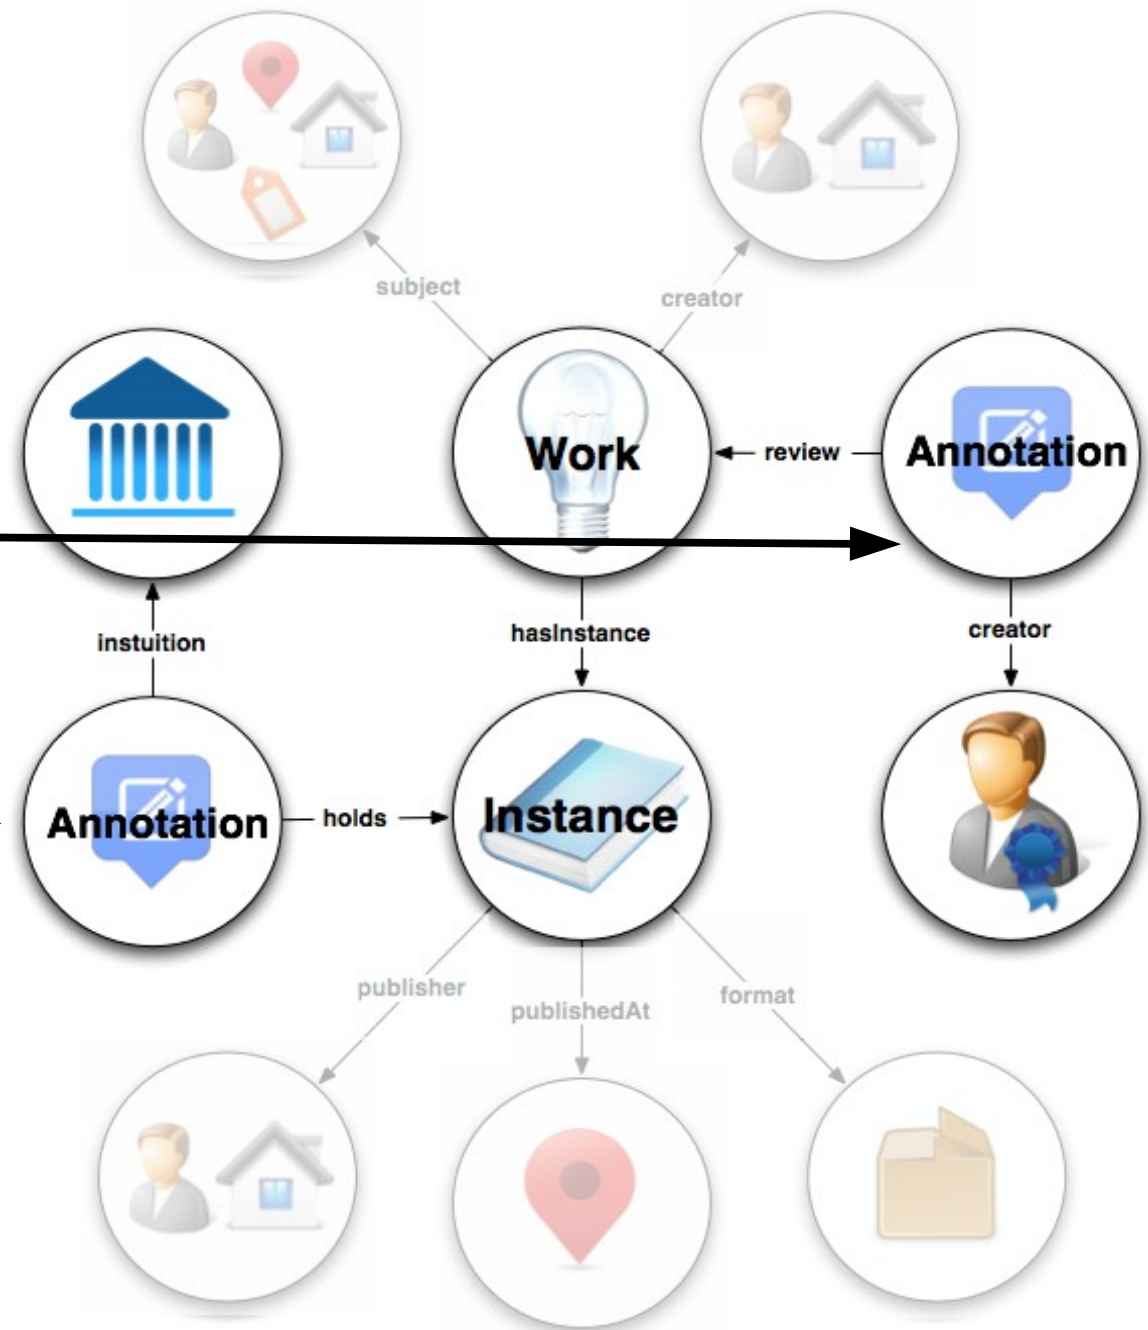 subject
creator
Work
review
Annotation
instuition
hasInstance
creator
Annotation
holds
Instance
publisher
publishedAt
format